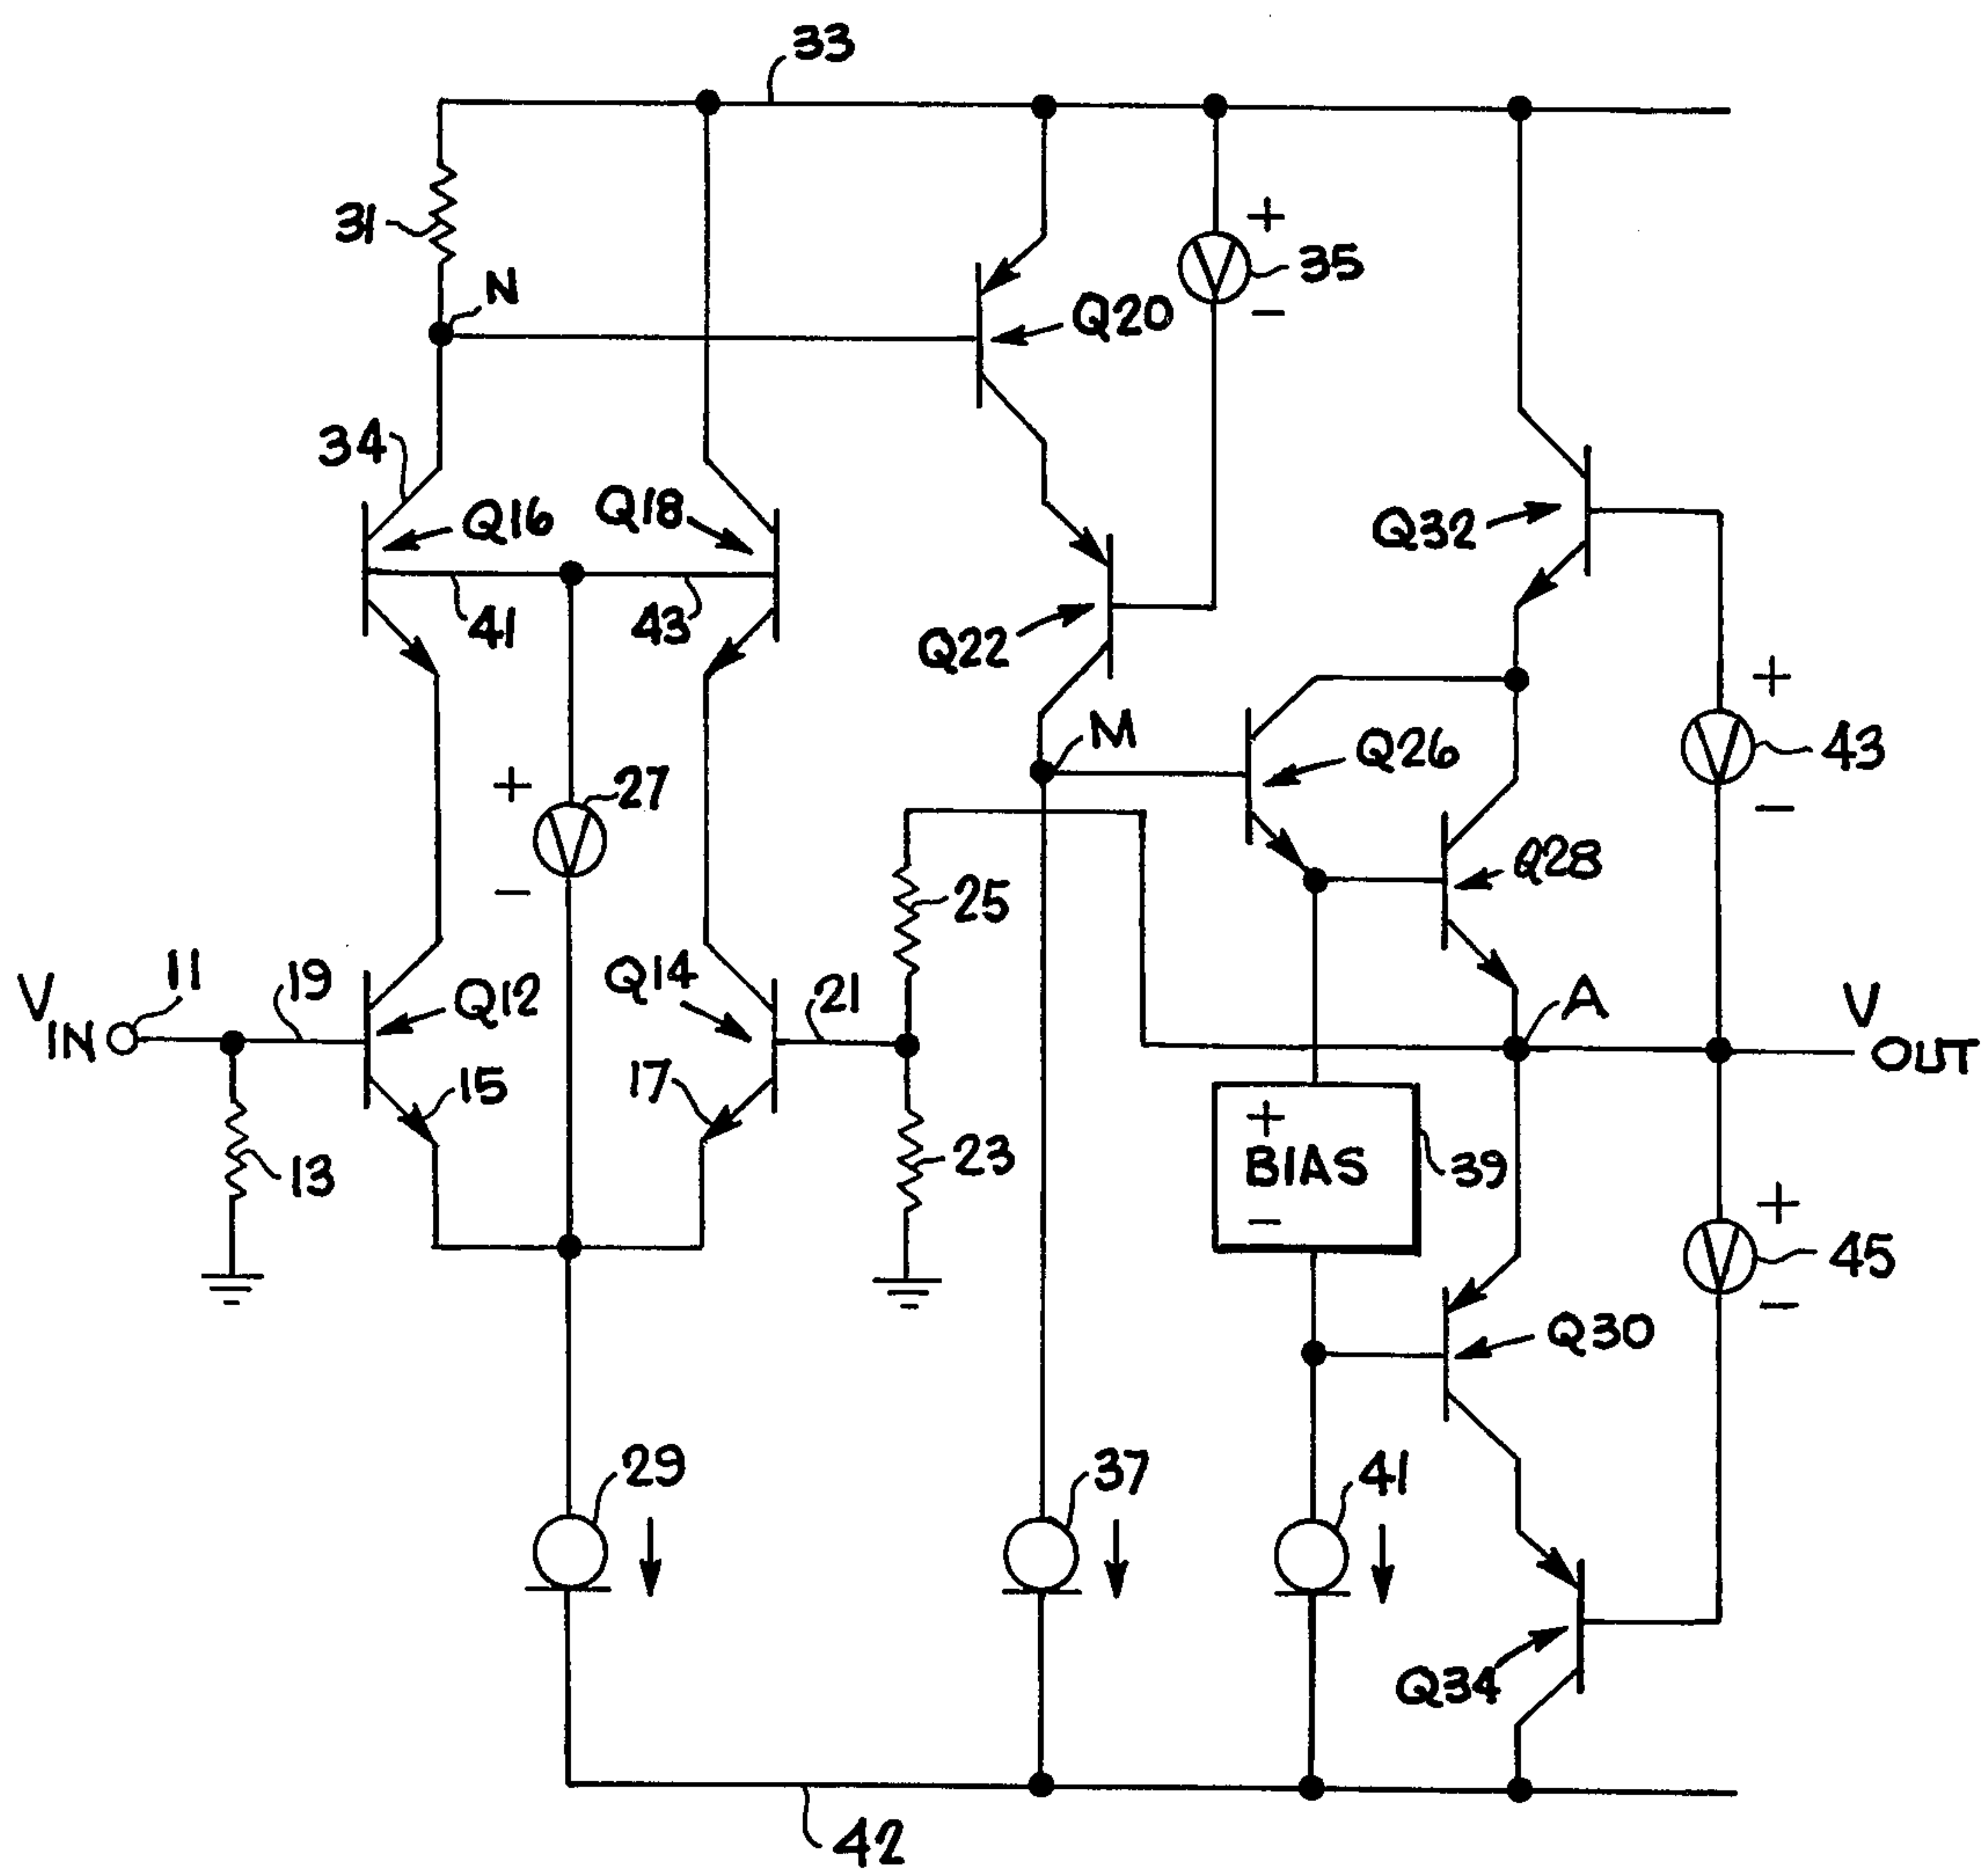 33
31
N
+
35
−
Q20
34
Q16
Q18
Q32
41
43
Q22
M
+
43
−
Q26
+
27
−
25
Q28
V IN
11
19
Q12
Q14
21
A
V OUT
15
17
13
23
+
BIAS
−
39
+
45
−
Q30
29
37
41
Q34
42